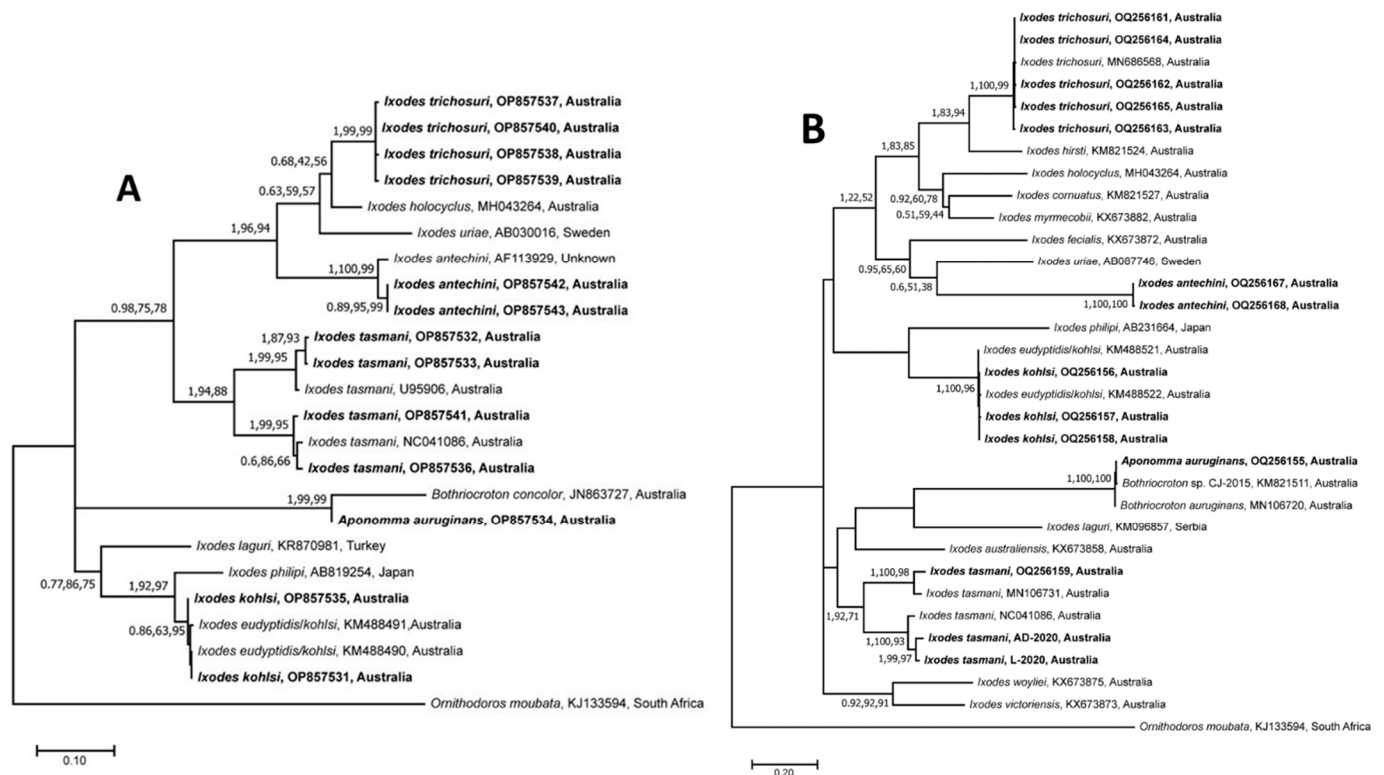 A
Ixodes trichosuri, OP857537, Australia
Ixodes trichosuri, OP857540, Australia
1,99,99
Ixodes trichosuri, OP857538, Australia
0.68,42,56
Ixodes trichosuri, OP857539, Australia
0.63,59,57
Ixodes holocyclus, MH043264, Australia
1,96,94
Ixodes uriae, AB030016, Sweden
Ixodes antechini, AF113929, Unknown
1,100,99
Ixodes antechini, OP857542, Australia
0.89,95,99
Ixodes antechini, OP857543, Australia
0.98,75,78
Ixodes tasmani, OP857532, Australia
1,87,93
1,99,95
Ixodes tasmani, OP857533, Australia
Ixodes tasmani, U95906, Australia
1,94,88
Ixodes tasmani, OP857541, Australia
1,99,95
Ixodes tasmani, NC041086, Australia
0.6,86,66
Ixodes tasmani, OP857536, Australia
Bothriocroton concolor, JN863727, Australia
1,99,99
Aponomma auruginans, OP857534, Australia
Ixodes laguri, KR870981, Turkey
0.77,86,75
Ixodes philipi, AB819254, Japan
1,92,97
Ixodes kohlsi, OP857535, Australia
Ixodes eudyptidis/kohlsi, KM488491,Australia
0.86,63,95
Ixodes eudyptidis/kohlsi, KM488490, Australia
Ixodes kohlsi, OP857531, Australia
Ornithodoros moubata, KJ133594, South Africa
0.10
B
Ixodes trichosuri, OQ256161, Australia
Ixodes trichosuri, OQ256164, Australia
Ixodes trichosuri, MN686568, Australia
1,100,99
Ixodes trichosuri, OQ256162, Australia
Ixodes trichosuri, OQ256165, Australia
1,83,94
Ixodes trichosuri, OQ256163, Australia
1,83,85
Ixodes hirsti, KM821524, Australia
Ixodes holocyclus, MH043264, Australia
1,22,52
0.92,60,78
Ixodes cornuatus, KM821527, Australia
0.51,59,44
Ixodes myrmecobii, KX673882, Australia
Ixodes fecialis, KX673872, Australia
0.95,65,60
Ixodes uriae, AB087746, Sweden
0.6,51,38
Ixodes antechini, OQ256167, Australia
1,100,100
Ixodes antechini, OQ256168, Australia
Ixodes philipi, AB231664, Japan
Ixodes eudyptidis/kohlsi, KM488521, Australia
Ixodes kohlsi, OQ256156, Australia
1,100,96
Ixodes eudyptidis/kohlsi, KM488522, Australia
Ixodes kohlsi, OQ256157, Australia
Ixodes kohlsi, OQ256158, Australia
Aponomma auruginans, OQ256155, Australia
1,100,100
Bothriocroton sp. CJ-2015, KM821511, Australia
Bothriocroton auruginans, MN106720, Australia
Ixodes laguri, KM096857, Serbia
Ixodes australiensis, KX673858, Australia
Ixodes tasmani, OQ256159, Australia
1,100,98
Ixodes tasmani, MN106731, Australia
1,92,71
Ixodes tasmani, NC041086, Australia
1,100,93
Ixodes tasmani, AD-2020, Australia
1,99,97
Ixodes tasmani, L-2020, Australia
Ixodes woyliei, KX673875, Australia
0.92,92,91
Ixodes victoriensis, KX673873, Australia
Ornithodoros moubata, KJ133594, South Africa
0.20